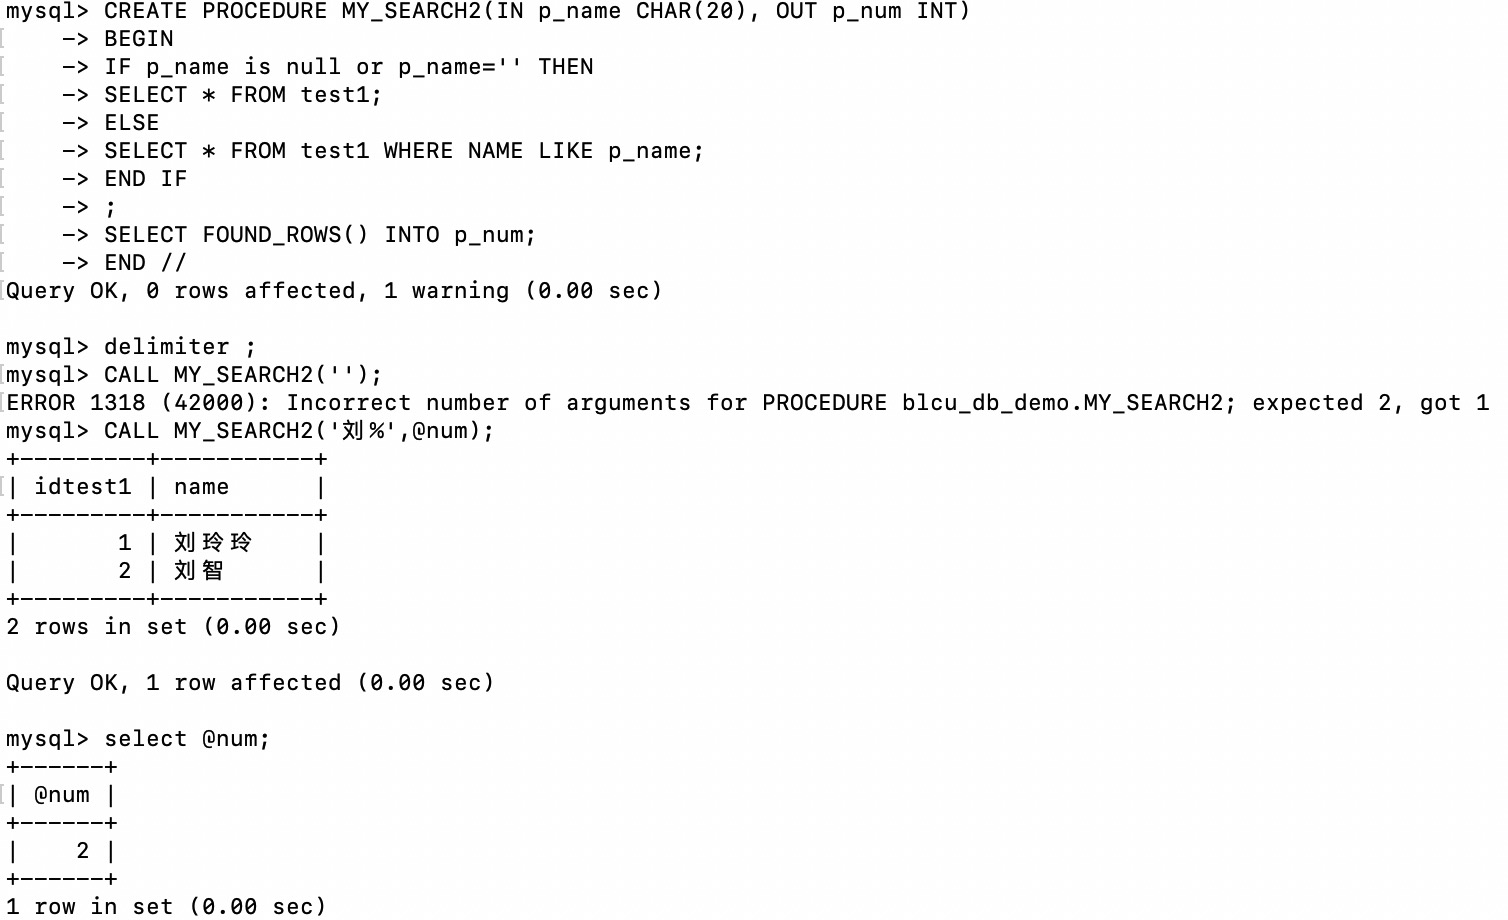 mysql> CREATE PROCEDURE MY_SEARCH2(IN p_name CHAR(20), OUT p_num INT)
    -> BEGIN
    -> IF p_name is null or p_name='' THEN
    -> SELECT * FROM test1;
    -> ELSE
    -> SELECT * FROM test1 WHERE NAME LIKE p_name;
    -> END IF
    -> ;
    -> SELECT FOUND_ROWS() INTO p_num;
    -> END //
Query OK, 0 rows affected, 1 warning (0.00 sec)
mysql> delimiter ;
mysql> CALL MY_SEARCH2('');
ERROR 1318 (42000): Incorrect number of arguments for PROCEDURE blcu_db_demo.MY_SEARCH2; expected 2, got 1
mysql> CALL MY_SEARCH2('刘%',@num);
+---------+-----------+
| idtest1 | name      |
+---------+-----------+
|       1 | 刘玲玲    |
|       2 | 刘智      |
+---------+-----------+
2 rows in set (0.00 sec)
Query OK, 1 row affected (0.00 sec)
mysql> select @num;
+------+
| @num |
+------+
|    2 |
+------+
1 row in set (0.00 sec)